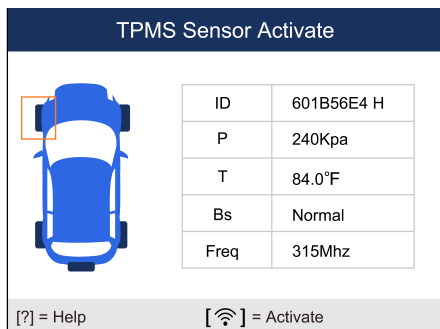 TPMS Sensor Activate
ID 601B56E4 H
P 240Kpa
T 84.0°F
Bs Normal
Freq 315Mhz
[?] = Help [ ] = Activate